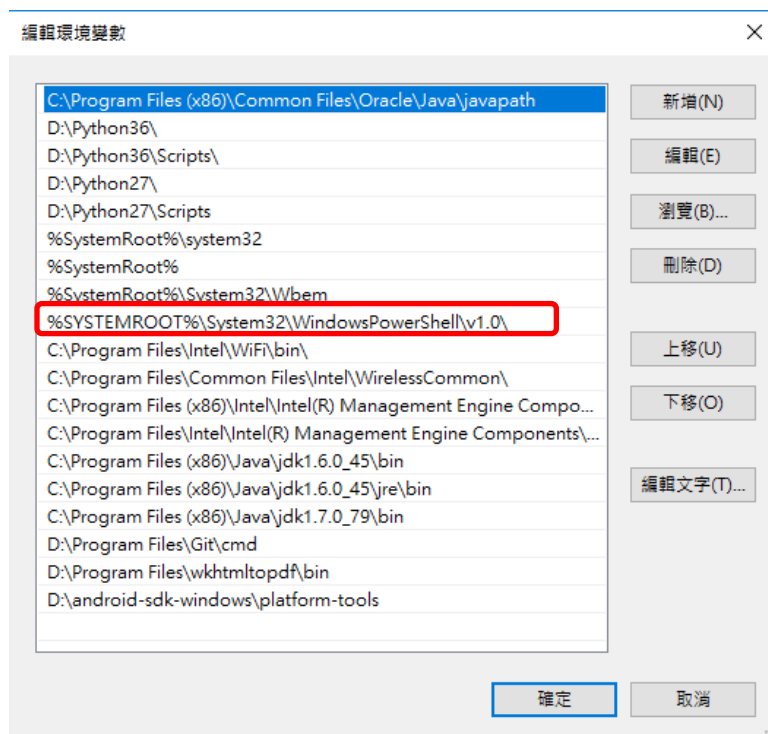 編輯環境變數
C:\Program Files (x86)\Common Files\Oracle\Java\javapath
D:\Python36\
D:\Python36\Scripts\
D:\Python27\
D:\Python27\Scripts
%SystemRoot%\system32
%SystemRoot%
%SystemRoot%\System32\Wbem
%SYSTEMROOT%\System32\WindowsPowerShell\v1.0\
C:\Program Files\Intel\WiFi\bin\
C:\Program Files\Common Files\Intel\WirelessCommon\
C:\Program Files (x86)\Intel\Intel(R) Management Engine Compo...
C:\Program Files\Intel\Intel(R) Management Engine Components\...
C:\Program Files (x86)\Java\jdk1.6.0_45\bin
C:\Program Files (x86)\Java\jdk1.6.0_45\jre\bin
C:\Program Files (x86)\Java\jdk1.7.0_79\bin
D:\Program Files\Git\cmd
D:\Program Files\wkhtmltopdf\bin
D:\android-sdk-windows\platform-tools
新增(N)
編輯(E)
瀏覽(B)...
刪除(D)
上移(U)
下移(O)
編輯文字(T)...
確定
取消